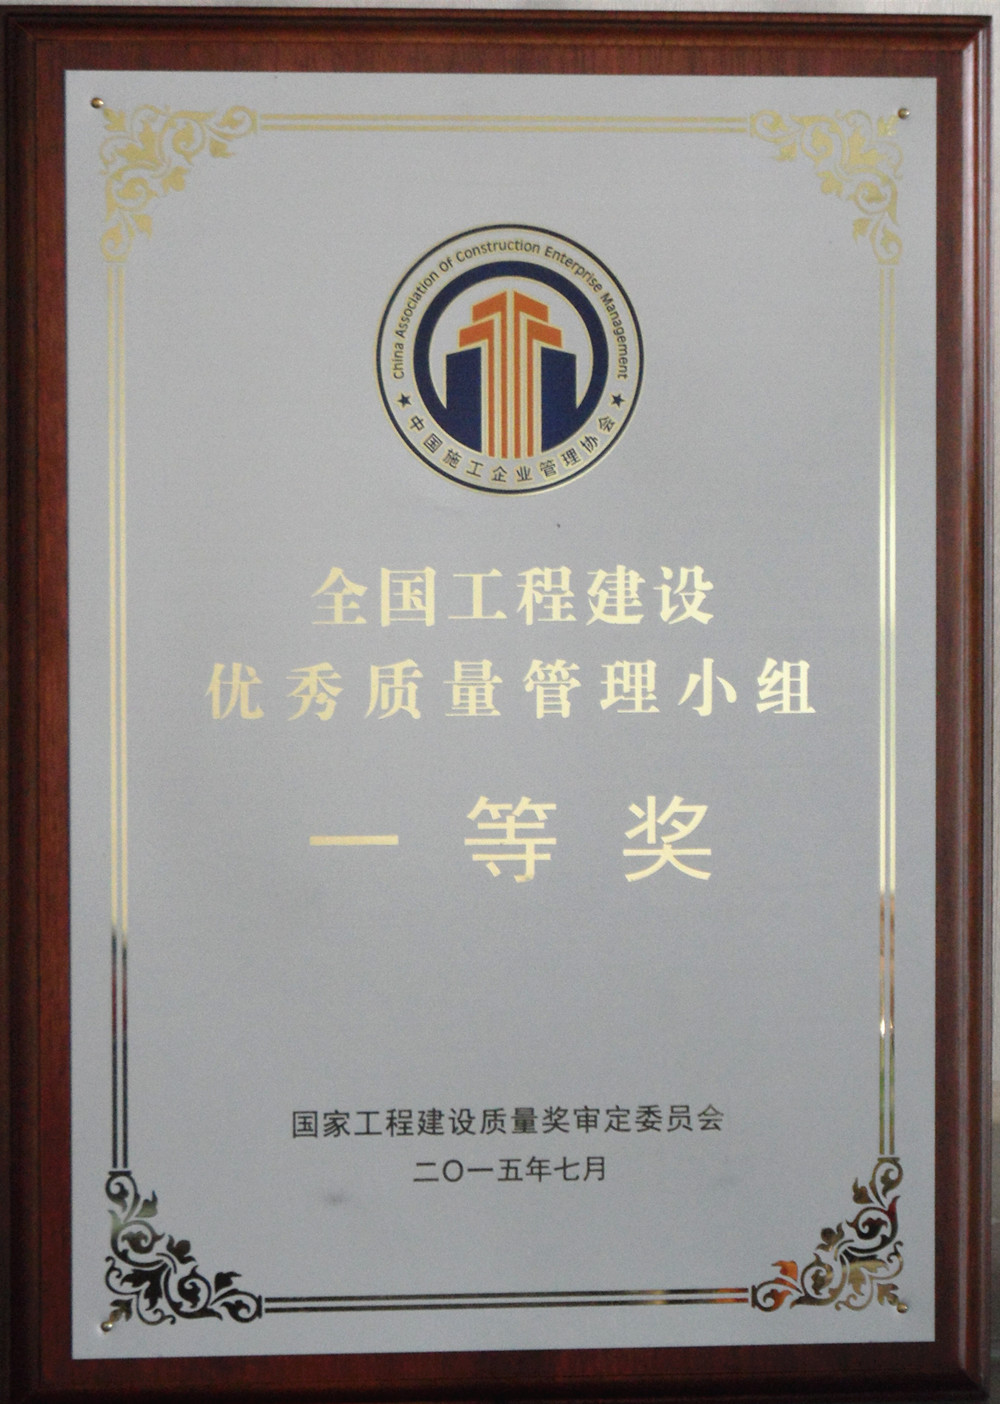 China Association Of Construction Enterprise Management
★中国施工企业管理协会★
全国工程建设
优秀质量管理小组
一等奖
国家工程建设质量奖审定委员会
二〇一五年七月